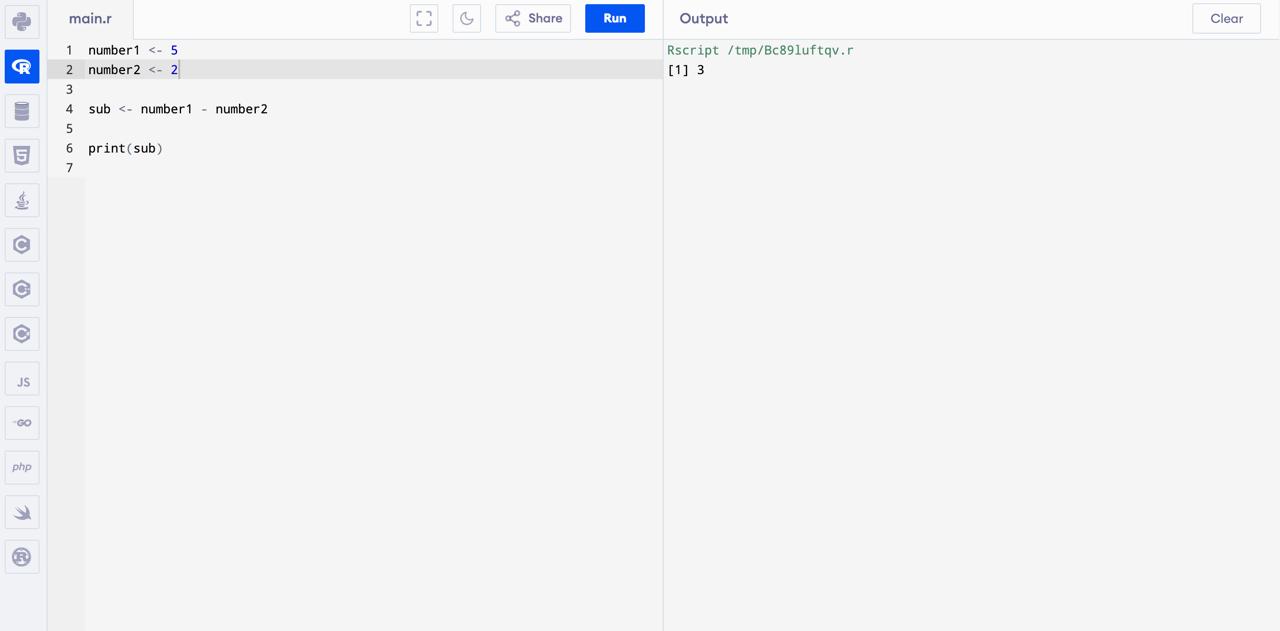 main.r
Share
Run
Output
Clear
1 number1 <- 5
2 number2 <- 2
3
4 sub <- number1 - number2
5
6 print(sub)
7
Rscript /tmp/Bc89luftqv.r
[1] 3
R
5
C
C
C
JS
GO
php
R